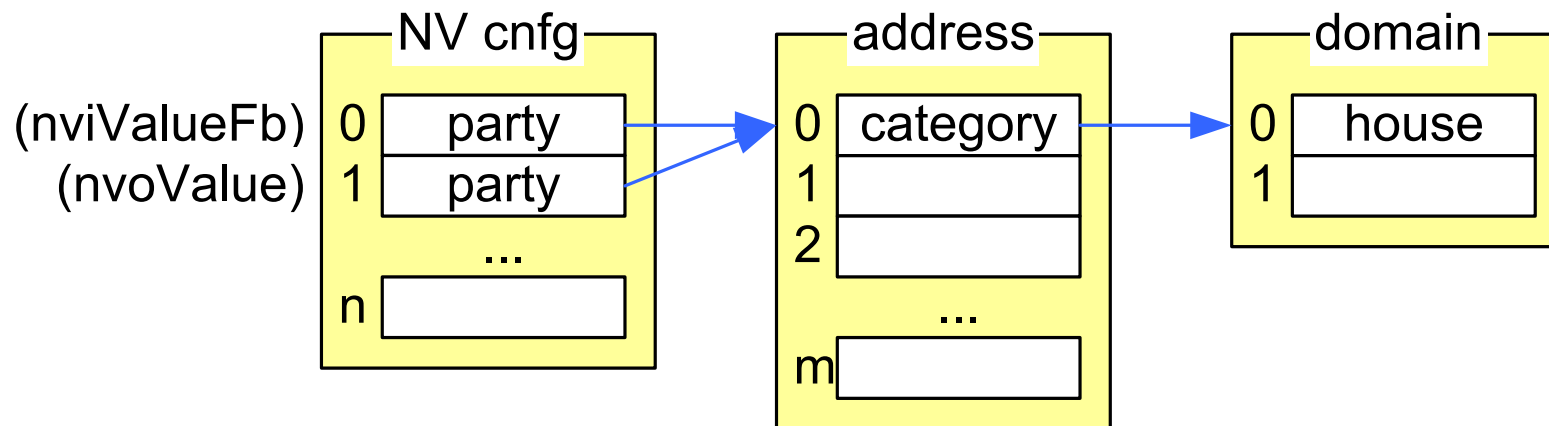 NV cnfg address domain
(nviValueFb) 0 party 0 category 0 house
(nvoValue) 1 party 1 1
... 2
n ...
m